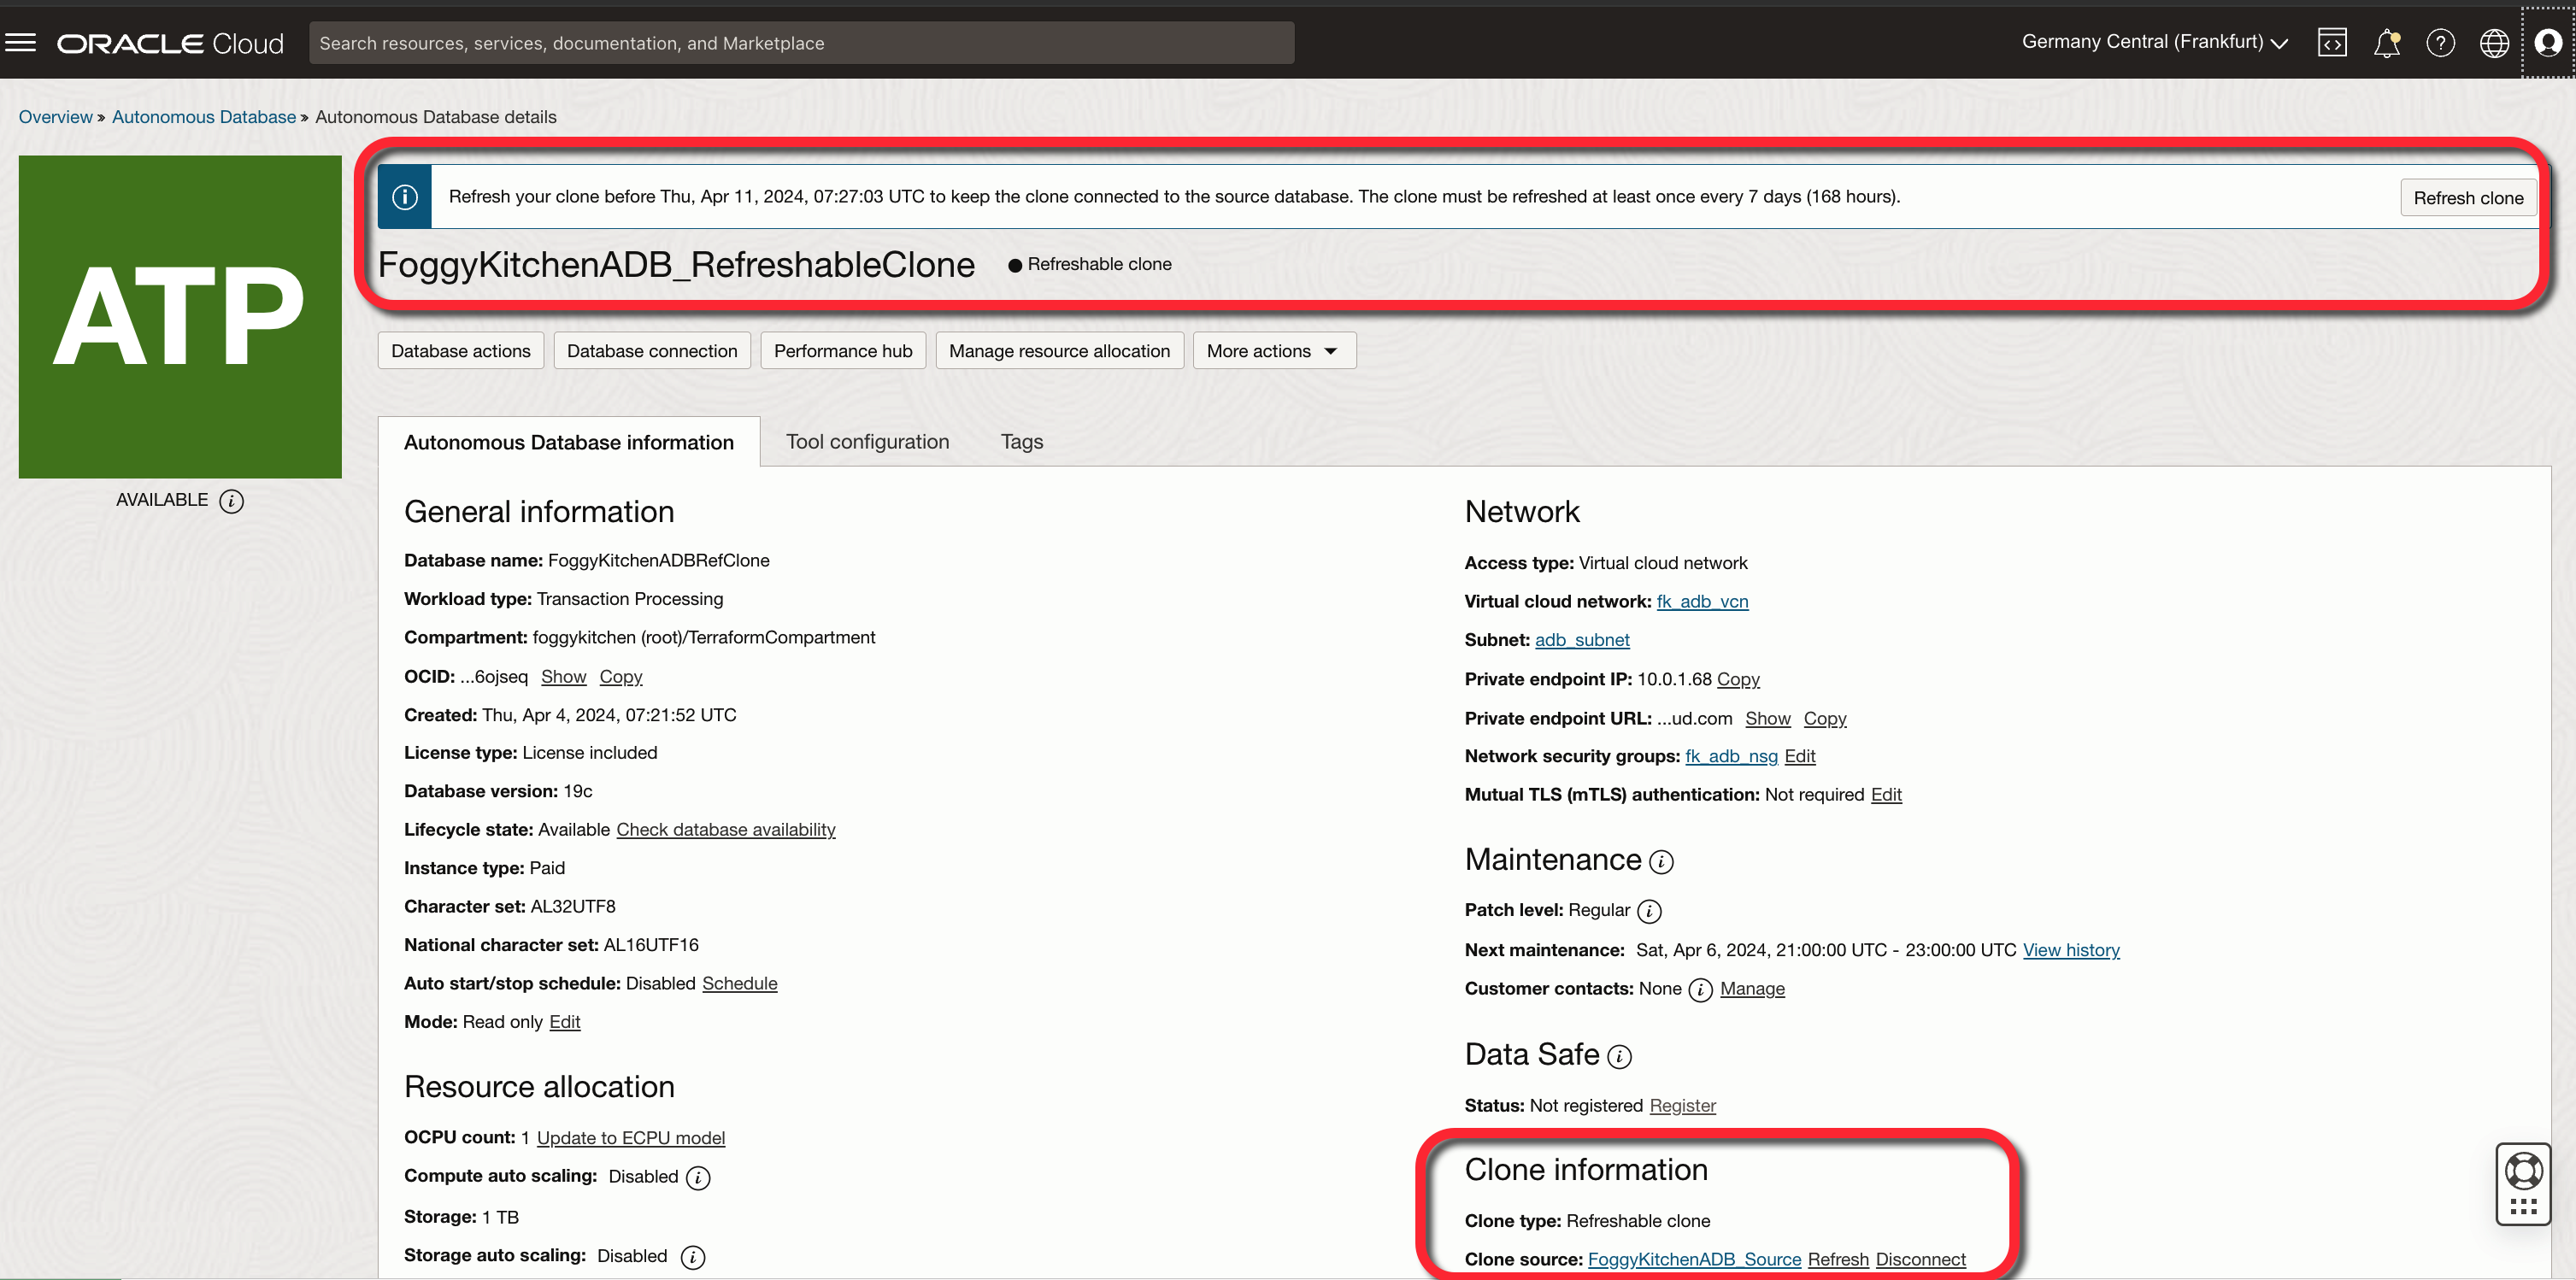 ORACLE Cloud
Search resources, services, documentation, and Marketplace
Germany Central (Frankfurt)
Overview » Autonomous Database » Autonomous Database details
ATP
AVAILABLE
Refresh your clone before Thu, Apr 11, 2024, 07:27:03 UTC to keep the clone connected to the source database. The clone must be refreshed at least once every 7 days (168 hours).
Refresh clone
FoggyKitchenADB_RefreshableClone
Refreshable clone
Database actions
Database connection
Performance hub
Manage resource allocation
More actions
Autonomous Database information
Tool configuration
Tags
General information
Database name: FoggyKitchenADBRefClone
Workload type: Transaction Processing
Compartment: foggykitchen (root)/TerraformCompartment
OCID: ...6ojseq Show Copy
Created: Thu, Apr 4, 2024, 07:21:52 UTC
License type: License included
Database version: 19c
Lifecycle state: Available Check database availability
Instance type: Paid
Character set: AL32UTF8
National character set: AL16UTF16
Auto start/stop schedule: Disabled Schedule
Mode: Read only Edit
Resource allocation
OCPU count: 1 Update to ECPU model
Compute auto scaling: Disabled
Storage: 1 TB
Storage auto scaling: Disabled
Network
Access type: Virtual cloud network
Virtual cloud network: fk_adb_vcn
Subnet: adb_subnet
Private endpoint IP: 10.0.1.68 Copy
Private endpoint URL: ...ud.com Show Copy
Network security groups: fk_adb_nsg Edit
Mutual TLS (mTLS) authentication: Not required Edit
Maintenance
Patch level: Regular
Next maintenance: Sat, Apr 6, 2024, 21:00:00 UTC - 23:00:00 UTC View history
Customer contacts: None Manage
Data Safe
Status: Not registered Register
Clone information
Clone type: Refreshable clone
Clone source: FoggyKitchenADB_Source Refresh Disconnect